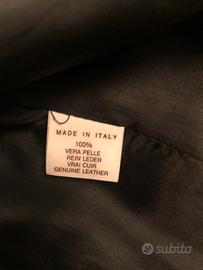 MADE IN ITALY
100%
VERA PELLE
REIN LEDER
VRAI CUIR
GENUINE LEATHER
subito